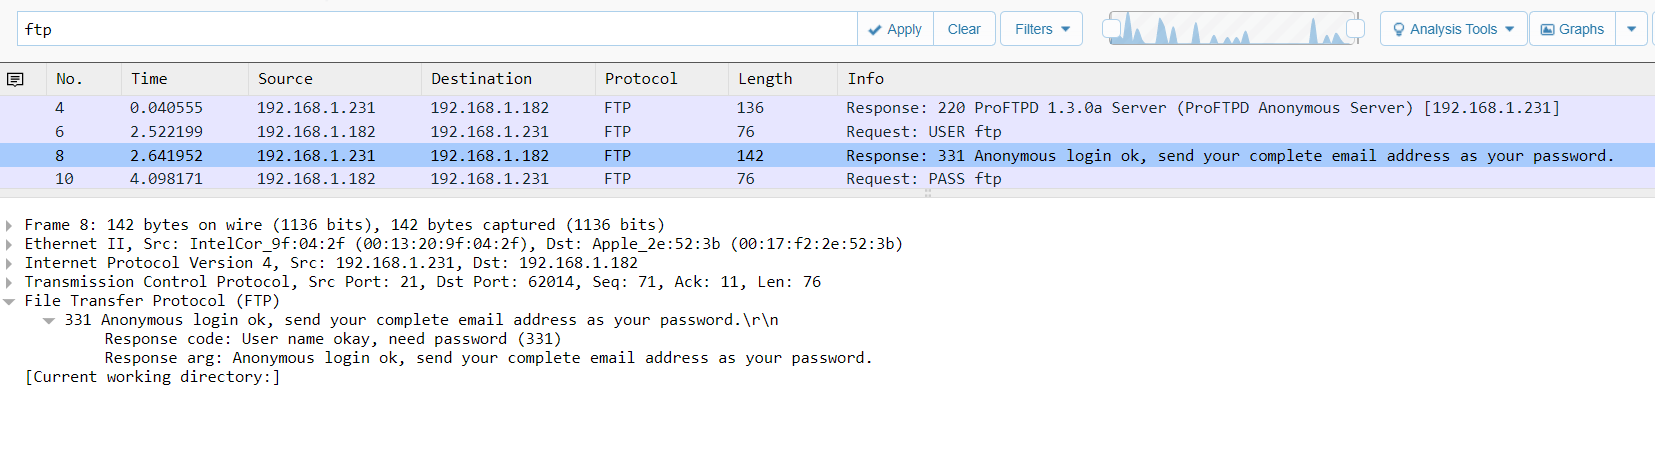 ftp Apply Clear Filters Analysis Tools Graphs
No. Time Source Destination Protocol Length Info
4 0.040555 192.168.1.231 192.168.1.182 FTP 136 Response: 220 ProFTPD 1.3.0a Server (ProFTPD Anonymous Server) [192.168.1.231]
6 2.522199 192.168.1.182 192.168.1.231 FTP 76 Request: USER ftp
8 2.641952 192.168.1.231 192.168.1.182 FTP 142 Response: 331 Anonymous login ok, send your complete email address as your password.
10 4.098171 192.168.1.182 192.168.1.231 FTP 76 Request: PASS ftp
Frame 8: 142 bytes on wire (1136 bits), 142 bytes captured (1136 bits)
Ethernet II, Src: IntelCor_9f:04:2f (00:13:20:9f:04:2f), Dst: Apple_2e:52:3b (00:17:f2:2e:52:3b)
Internet Protocol Version 4, Src: 192.168.1.231, Dst: 192.168.1.182
Transmission Control Protocol, Src Port: 21, Dst Port: 62014, Seq: 71, Ack: 11, Len: 76
File Transfer Protocol (FTP)
331 Anonymous login ok, send your complete email address as your password.\r\n
Response code: User name okay, need password (331)
Response arg: Anonymous login ok, send your complete email address as your password.
[Current working directory:]